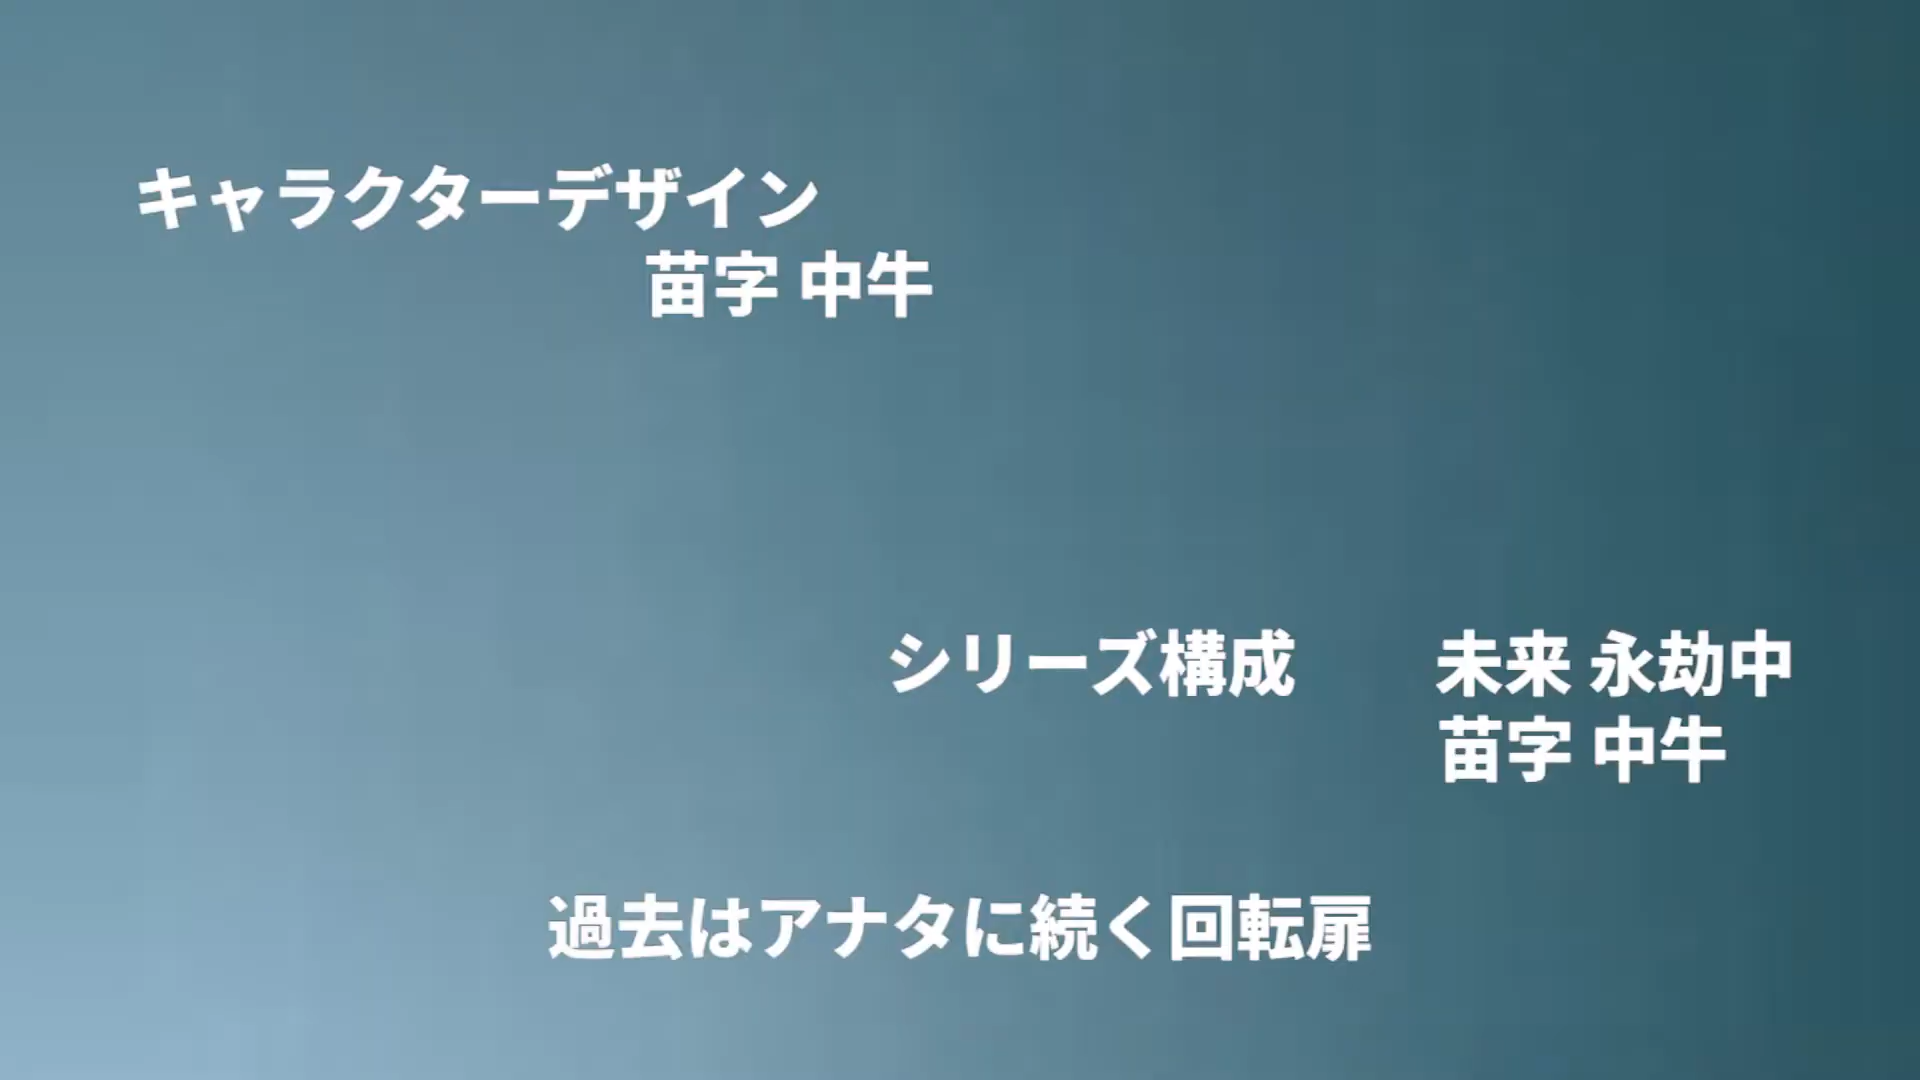 キャラクターデザイン
苗字 中牛
シリーズ構成　　未来 永劫中
苗字 中牛
過去はアナタに続く回転扉